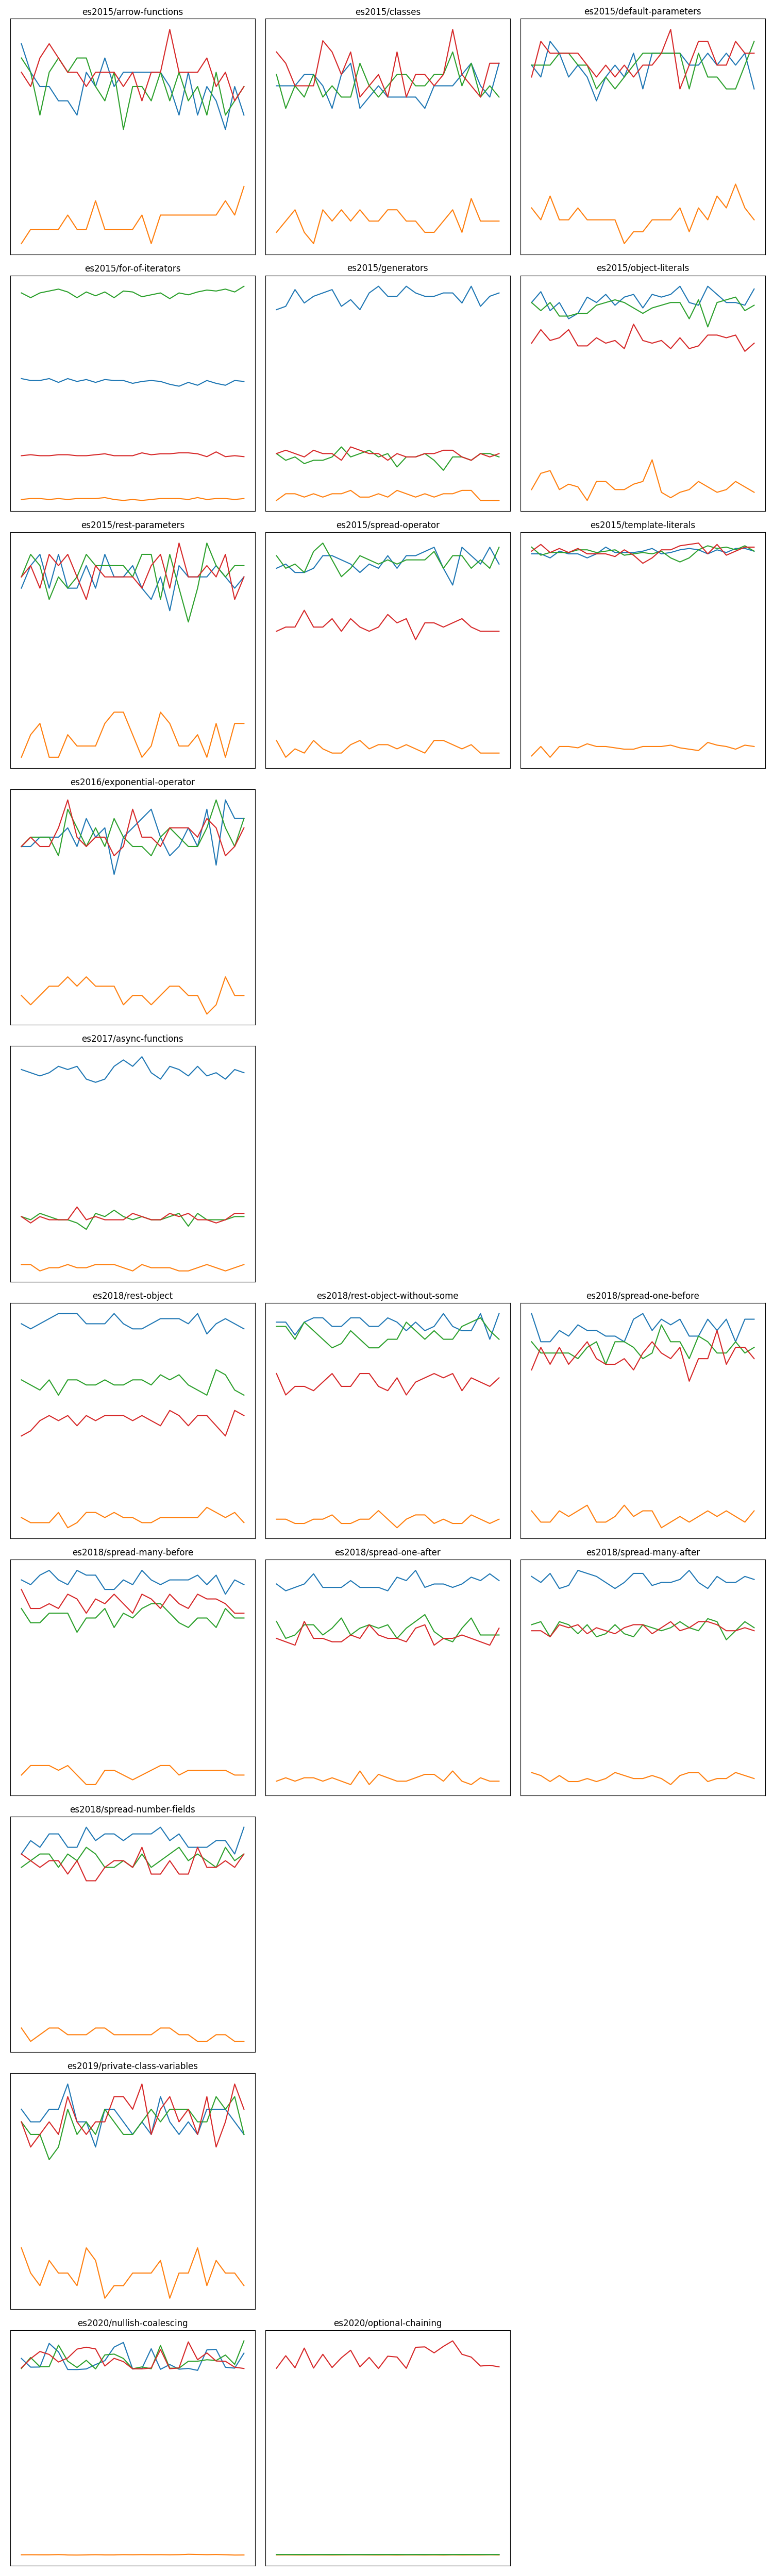 es2015/arrow-functions
es2015/classes
es2015/default-parameters
es2015/for-of-iterators
es2015/generators
es2015/object-literals
es2015/rest-parameters
es2015/spread-operator
es2015/template-literals
es2016/exponential-operator
es2017/async-functions
es2018/rest-object
es2018/rest-object-without-some
es2018/spread-one-before
es2018/spread-many-before
es2018/spread-one-after
es2018/spread-many-after
es2018/spread-number-fields
es2019/private-class-variables
es2020/nullish-coalescing
es2020/optional-chaining